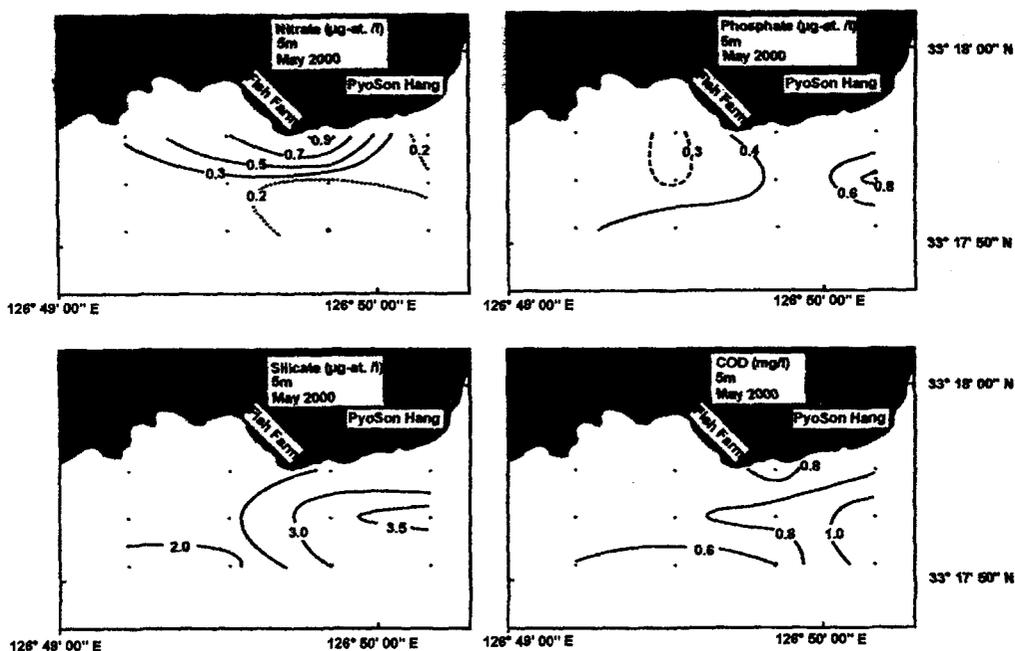 Nitrate (µg-at. /l)
5m
May 2000
PyoSon Hang
Fish Farm
0.9
0.7
0.5
0.3
0.2
0.2
126° 49' 00" E
126° 50' 00" E
Phosphate (µg-at. /l)
5m
May 2000
PyoSon Hang
Fish Farm
0.3
0.4
0.6
0.8
33° 18' 00" N
33° 17' 50" N
126° 49' 00" E
126° 50' 00" E
Silicate (µg-at. /l)
5m
May 2000
PyoSon Hang
Fish Farm
2.0
3.0
3.5
126° 49' 00" E
126° 50' 00" E
COD (mg/l)
5m
May 2000
PyoSon Hang
Fish Farm
0.8
0.8
1.0
0.6
33° 18' 00" N
33° 17' 50" N
126° 49' 00" E
126° 50' 00" E